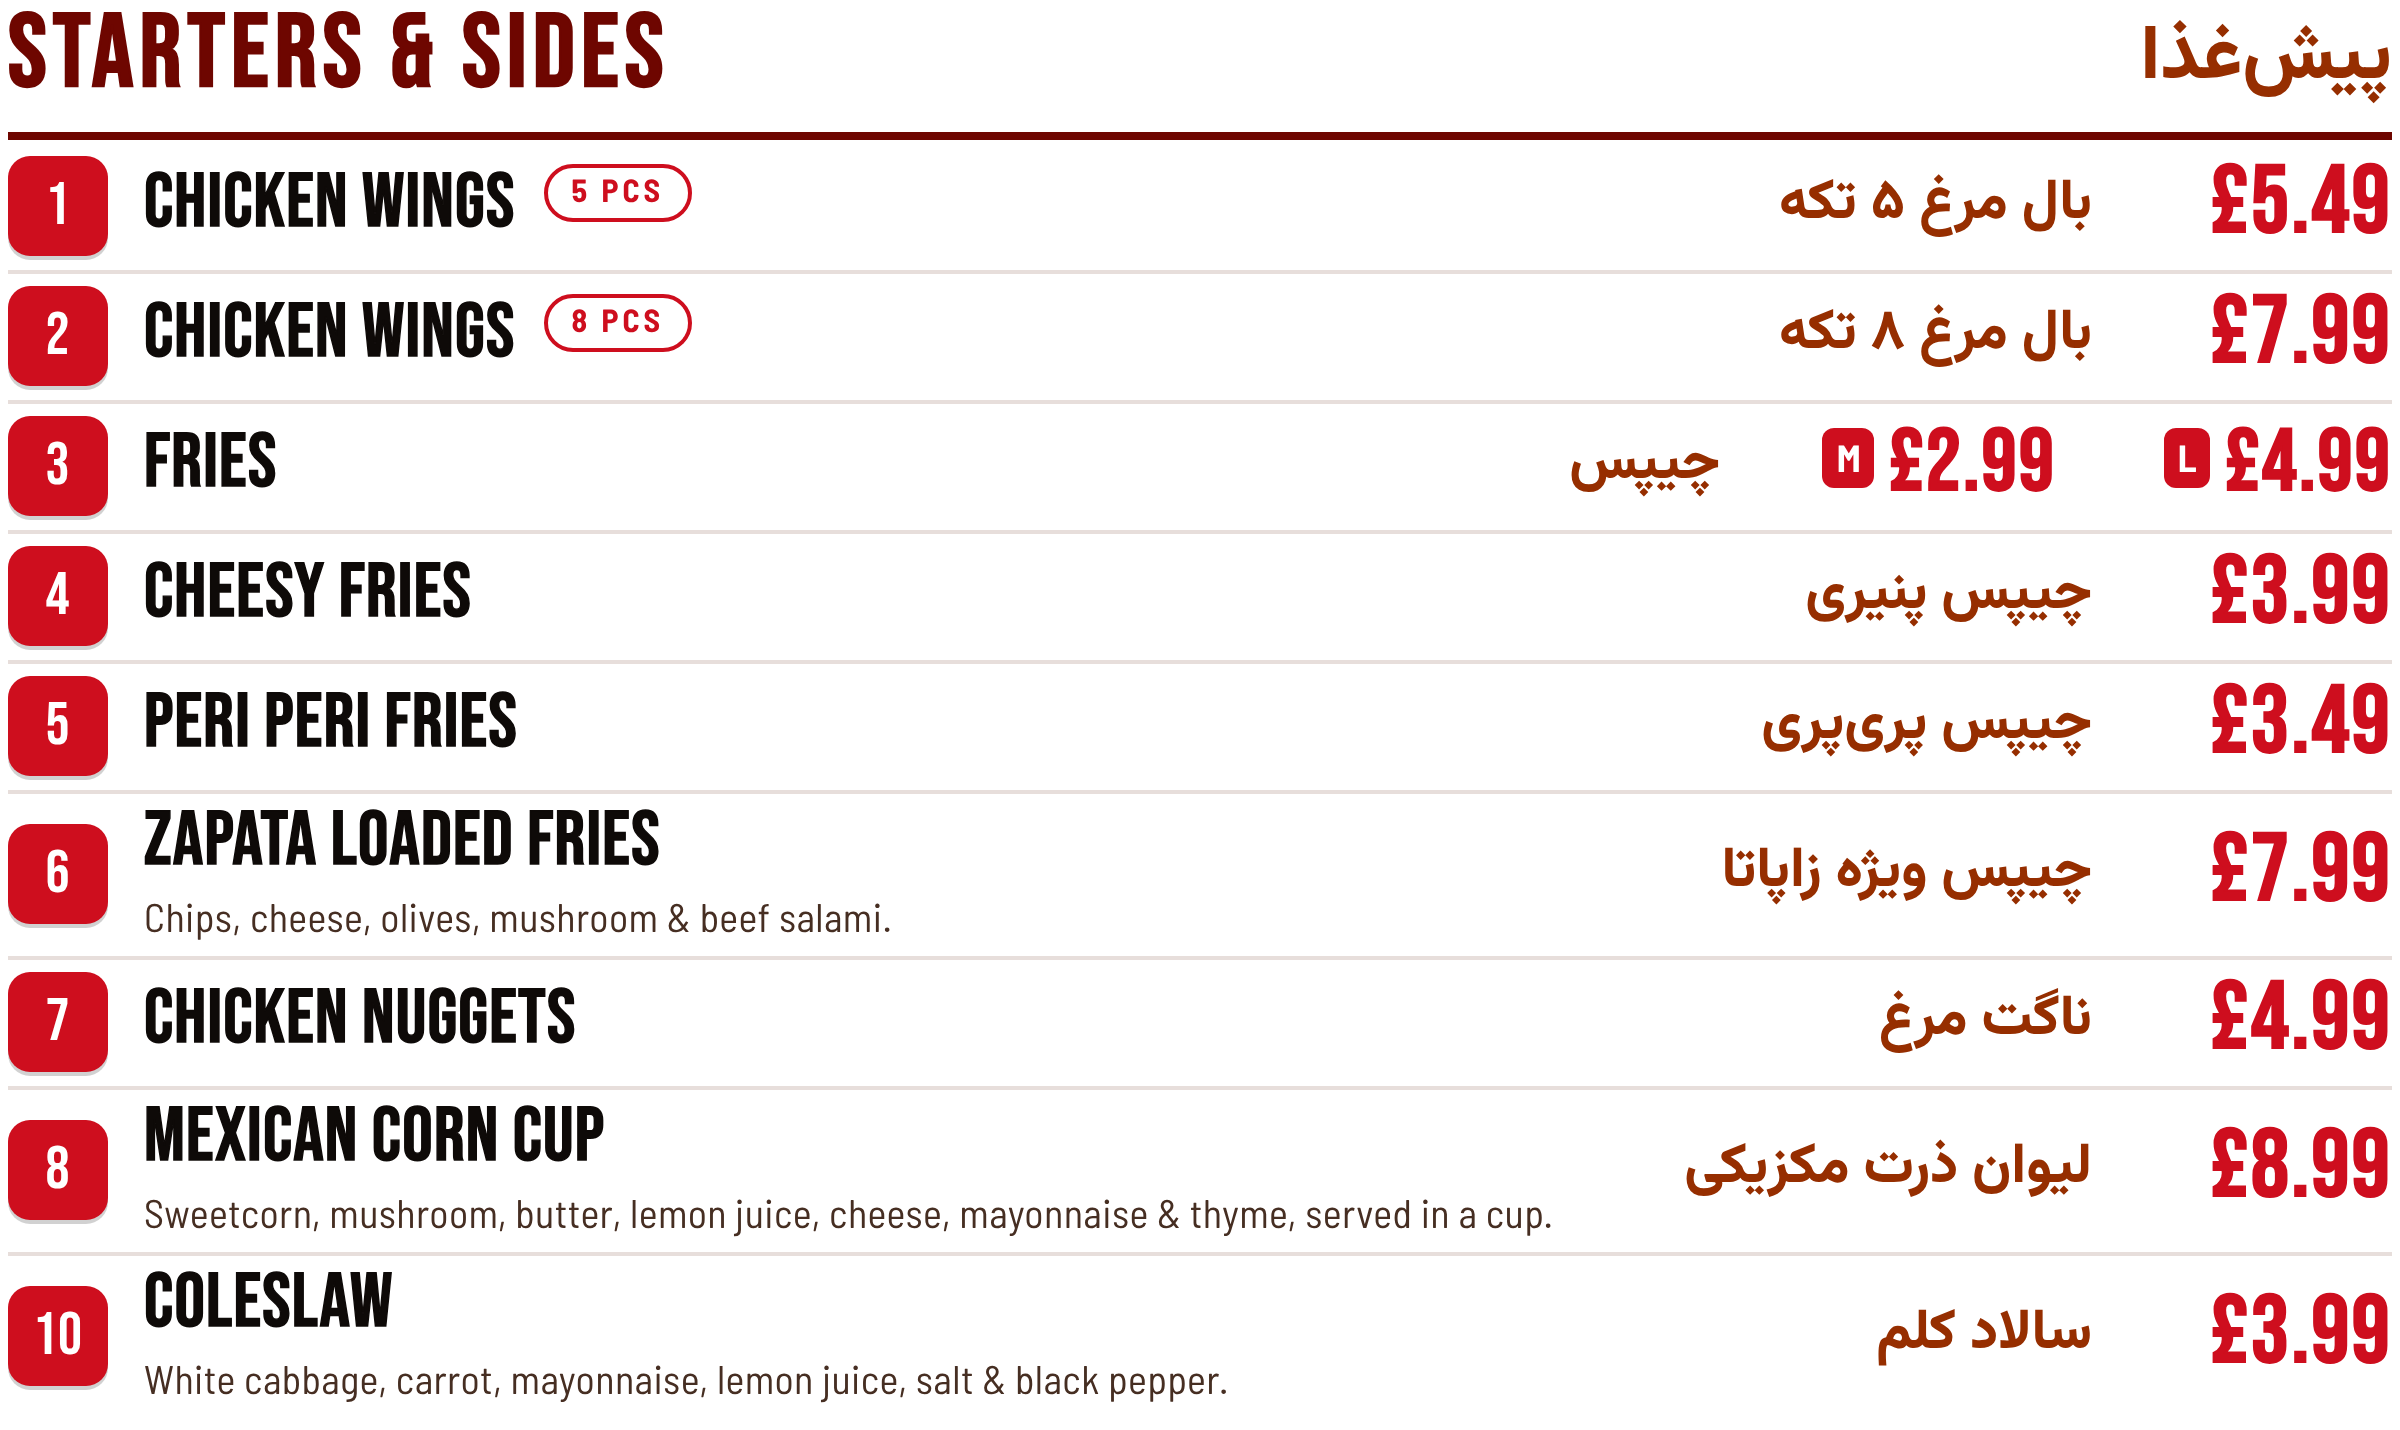 STARTERS & SIDES پیش‌غذا
1 CHICKEN WINGS 5 PCS بال مرغ ۵ تکه £5.49
2 CHICKEN WINGS 8 PCS بال مرغ ۸ تکه £7.99
3 FRIES چیپس M £2.99 L £4.99
4 CHEESY FRIES چیپس پنیری £3.99
5 PERI PERI FRIES چیپس پری‌پری £3.49
6 ZAPATA LOADED FRIES چیپس ویژه زاپاتا £7.99
Chips, cheese, olives, mushroom & beef salami.
7 CHICKEN NUGGETS ناگت مرغ £4.99
8 MEXICAN CORN CUP لیوان ذرت مکزیکی £8.99
Sweetcorn, mushroom, butter, lemon juice, cheese, mayonnaise & thyme, served in a cup.
10 COLESLAW سالاد کلم £3.99
White cabbage, carrot, mayonnaise, lemon juice, salt & black pepper.